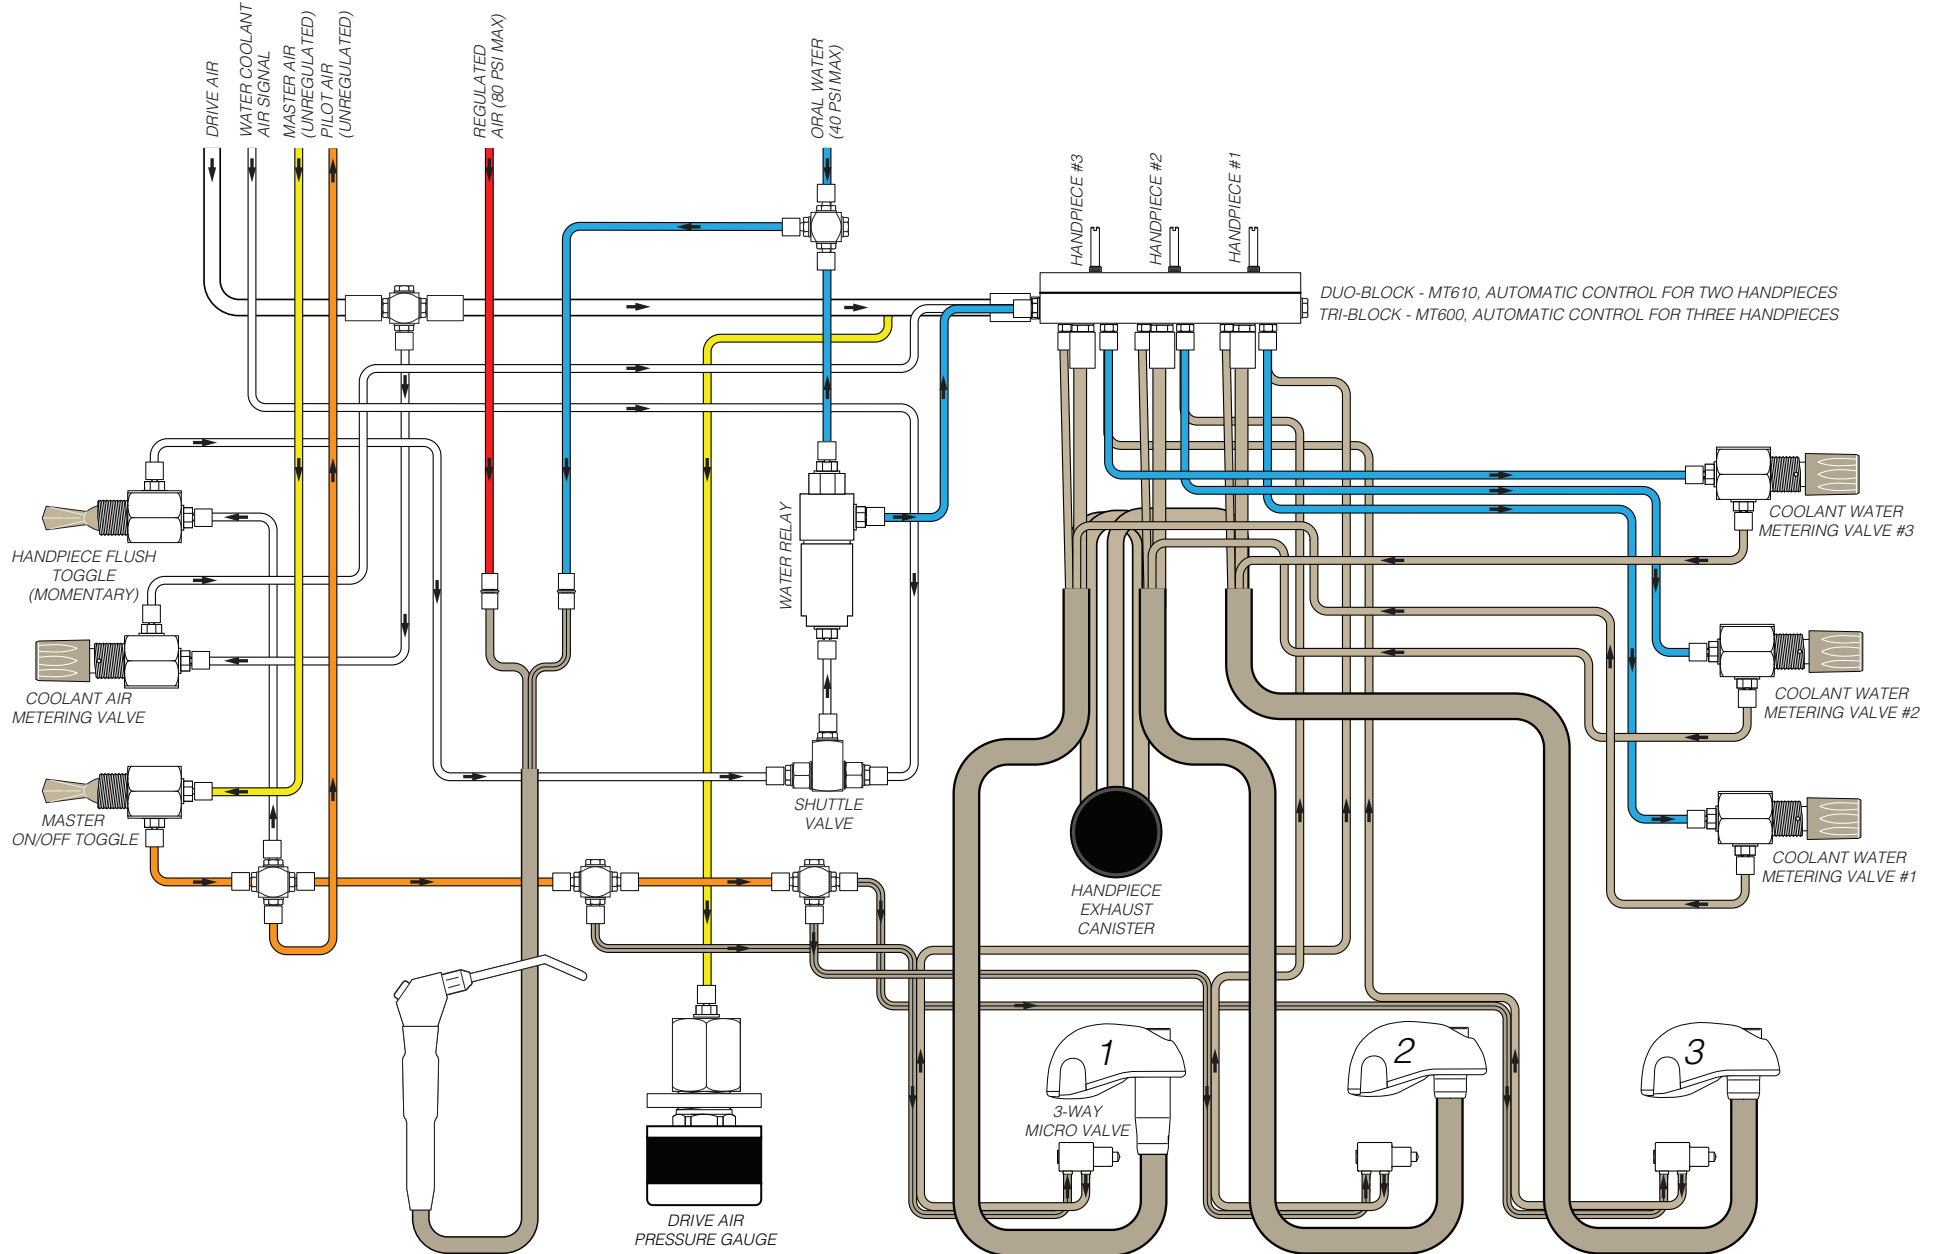 DRIVE AIR
WATER COOLANT
AIR SIGNAL
MASTER AIR
(UNREGULATED)
PILOT AIR
(UNREGULATED)
REGULATED
AIR (80 PSI MAX)
ORAL WATER
(40 PSI MAX)
HANDPIECE #3
HANDPIECE #2
HANDPIECE #1
DUO-BLOCK - MT610, AUTOMATIC CONTROL FOR TWO HANDPIECES
TRI-BLOCK - MT600, AUTOMATIC CONTROL FOR THREE HANDPIECES
HANDPIECE FLUSH
TOGGLE
(MOMENTARY)
WATER RELAY
COOLANT WATER
METERING VALVE #3
COOLANT AIR
METERING VALVE
COOLANT WATER
METERING VALVE #2
MASTER
ON/OFF TOGGLE
SHUTTLE
VALVE
COOLANT WATER
METERING VALVE #1
HANDPIECE
EXHAUST
CANISTER
1
2
3
3-WAY
MICRO VALVE
DRIVE AIR
PRESSURE GAUGE